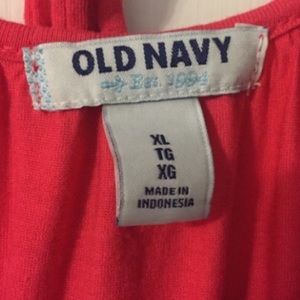 OLD NAVY
Est. 1994
XL
TG
XG
MADE IN
INDONESIA